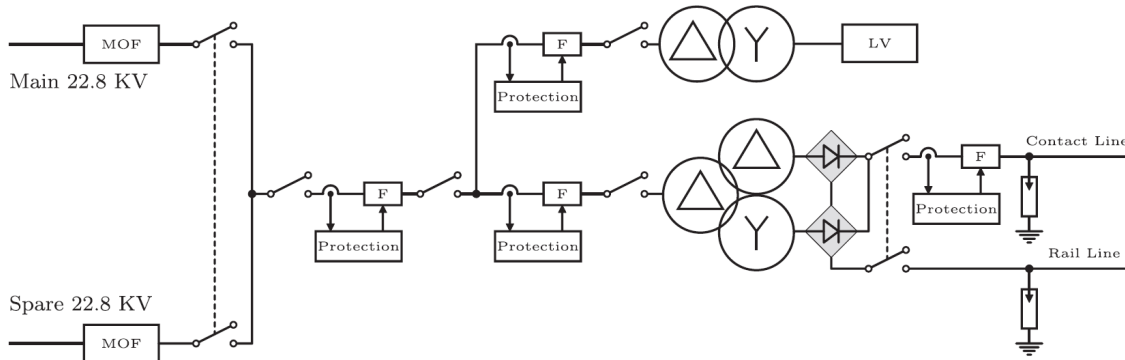 MOF
Main 22.8 KV
F
Protection
LV
F
Protection
F
Protection
F
Protection
Contact Line
Rail Line
Spare 22.8 KV
MOF